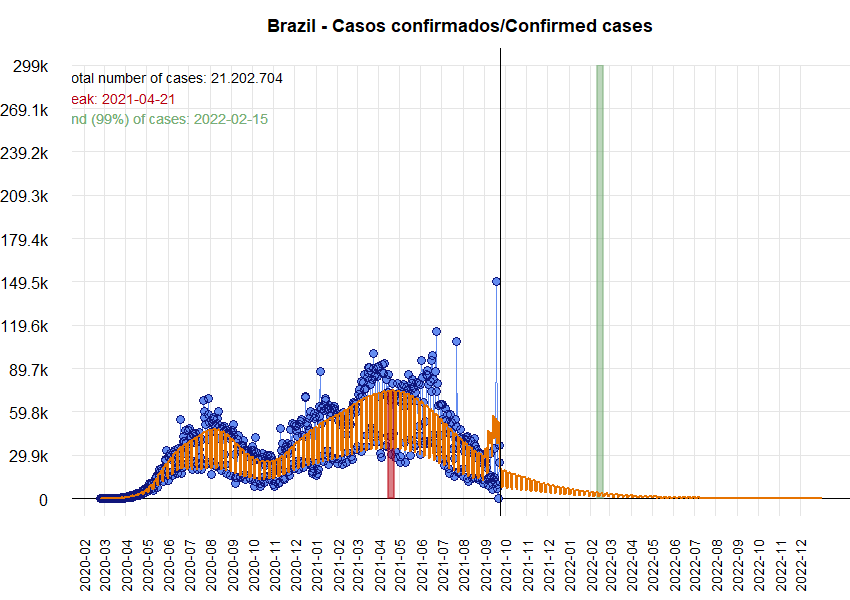 Brazil - Casos confirmados/Confirmed cases
otal number of cases: 21.202.704
eak: 2021-04-21
nd (99%) of cases: 2022-02-15
299k
269.1k
239.2k
209.3k
179.4k
149.5k
119.6k
89.7k
59.8k
29.9k
0
2020-02
2020-03
2020-04
2020-05
2020-06
2020-07
2020-08
2020-09
2020-10
2020-11
2020-12
2021-01
2021-02
2021-03
2021-04
2021-05
2021-06
2021-07
2021-08
2021-09
2021-10
2021-11
2021-12
2022-01
2022-02
2022-03
2022-04
2022-05
2022-06
2022-07
2022-08
2022-09
2022-10
2022-11
2022-12